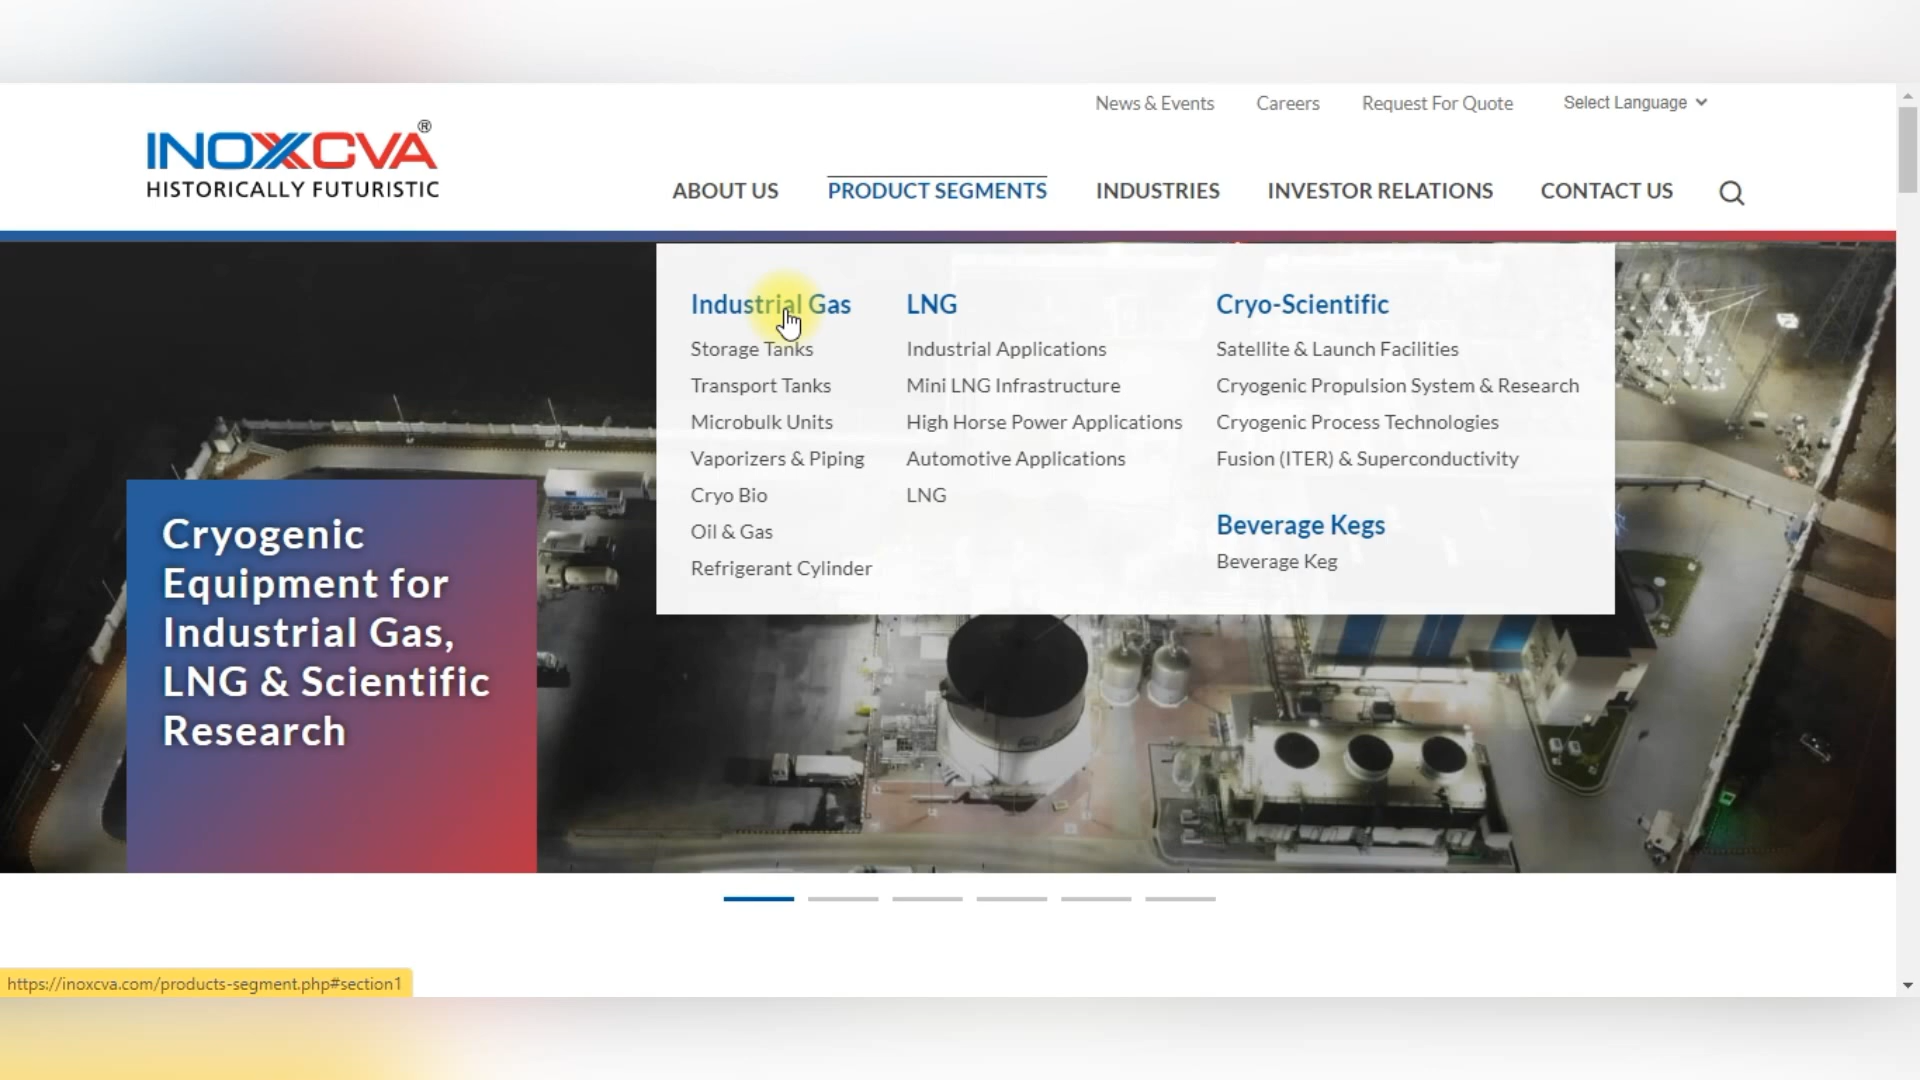 News & Events Careers Request For Quote Select Language
INOXCVA®
HISTORICALLY FUTURISTIC
ABOUT US PRODUCT SEGMENTS INDUSTRIES INVESTOR RELATIONS CONTACT US
Industrial Gas
Storage Tanks
Transport Tanks
Microbulk Units
Vaporizers & Piping
Cryo Bio
Oil & Gas
Refrigerant Cylinder
LNG
Industrial Applications
Mini LNG Infrastructure
High Horse Power Applications
Automotive Applications
LNG
Cryo-Scientific
Satellite & Launch Facilities
Cryogenic Propulsion System & Research
Cryogenic Process Technologies
Fusion (ITER) & Superconductivity
Beverage Kegs
Beverage Keg
Cryogenic
Equipment for
Industrial Gas,
LNG & Scientific
Research
https://inoxcva.com/products-segment.php#section1